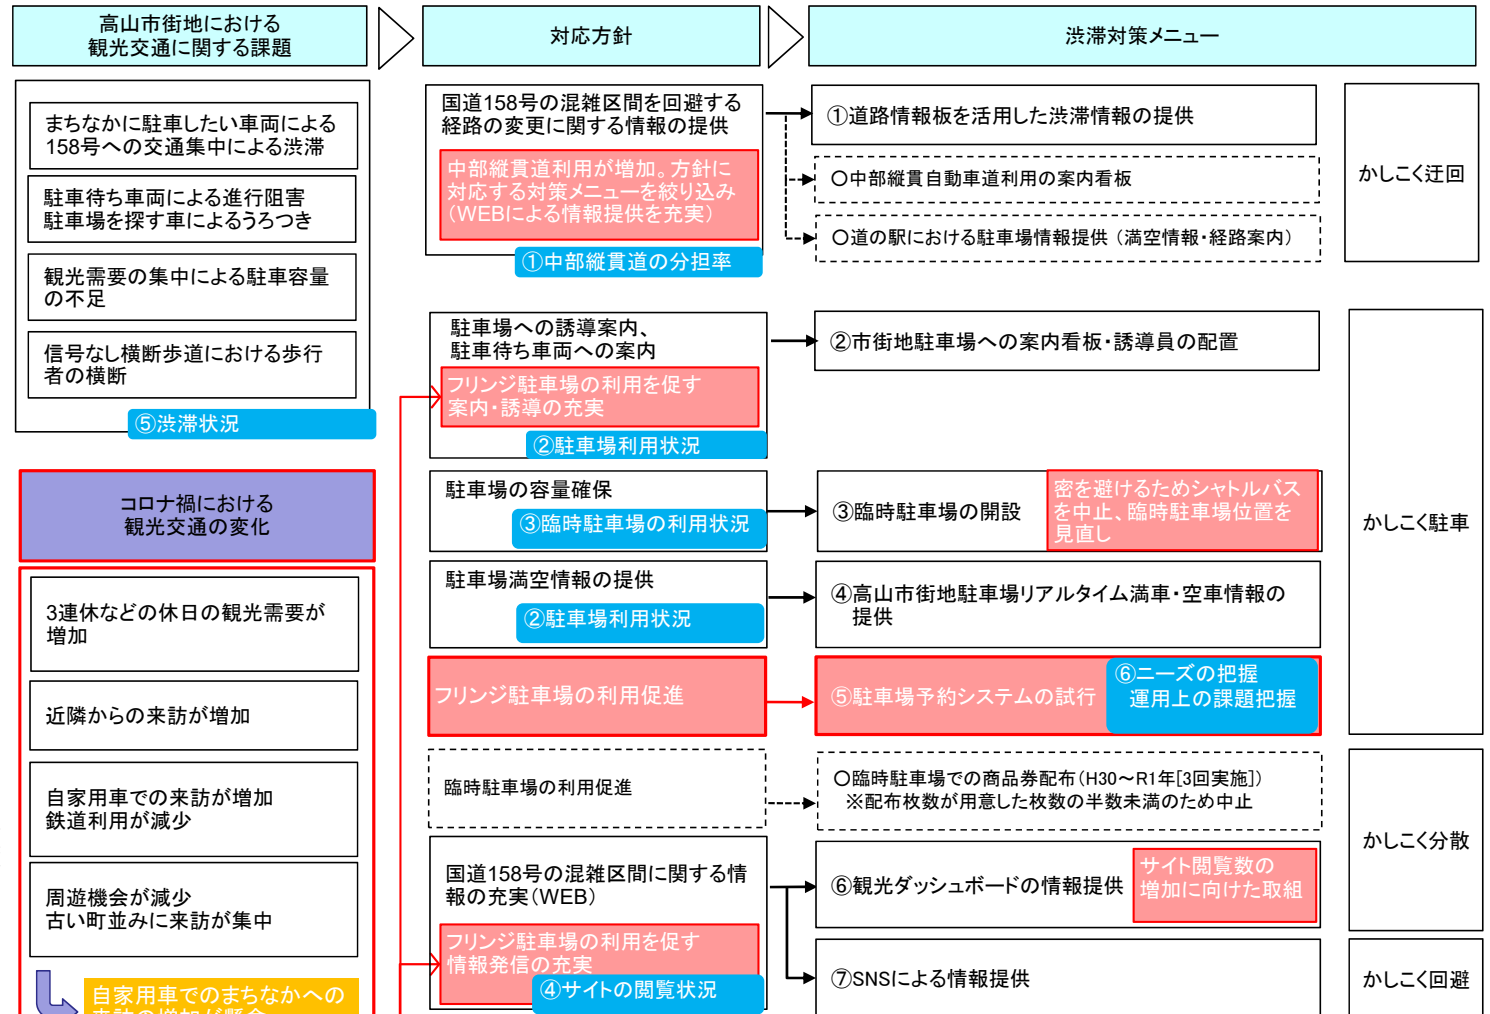 高山市街地における
観光交通に関する課題
対応方針
渋滞対策メニュー
まちなかに駐車したい車両による
158号への交通集中による渋滞
駐車待ち車両による進行阻害
駐車場を探す車によるうろつき
観光需要の集中による駐車容量
の不足
信号なし横断歩道における歩行
者の横断
⑤渋滞状況
コロナ禍における
観光交通の変化
3連休などの休日の観光需要が
増加
近隣からの来訪が増加
自家用車での来訪が増加
鉄道利用が減少
周遊機会が減少
古い町並みに来訪が集中
自家用車でのまちなかへの
来訪の増加が懸念
国道158号の混雑区間を回避する
経路の変更に関する情報の提供
中部縦貫道利用が増加。方針に
対応する対策メニューを絞り込み
(WEBによる情報提供を充実)
①中部縦貫道の分担率
駐車場への誘導案内、
駐車待ち車両への案内
フリンジ駐車場の利用を促す
案内・誘導の充実
②駐車場利用状況
駐車場の容量確保
③臨時駐車場の利用状況
駐車場満空情報の提供
②駐車場利用状況
フリンジ駐車場の利用促進
臨時駐車場の利用促進
国道158号の混雑区間に関する情
報の充実(WEB)
フリンジ駐車場の利用を促す
情報発信の充実
④サイトの閲覧状況
①道路情報板を活用した渋滞情報の提供
〇中部縦貫自動車道利用の案内看板
〇道の駅における駐車場情報提供(満空情報・経路案内)
②市街地駐車場への案内看板・誘導員の配置
③臨時駐車場の開設
密を避けるためシャトルバス
を中止、臨時駐車場位置を
見直し
④高山市街地駐車場リアルタイム満車・空車情報の
提供
⑤駐車場予約システムの試行
⑥ニーズの把握
運用上の課題把握
〇臨時駐車場での商品券配布(H30～R1年[3回実施])
※配布枚数が用意した枚数の半数未満のため中止
⑥観光ダッシュボードの情報提供
サイト閲覧数の
増加に向けた取組
⑦SNSによる情報提供
かしこく迂回
かしこく駐車
かしこく分散
かしこく回避